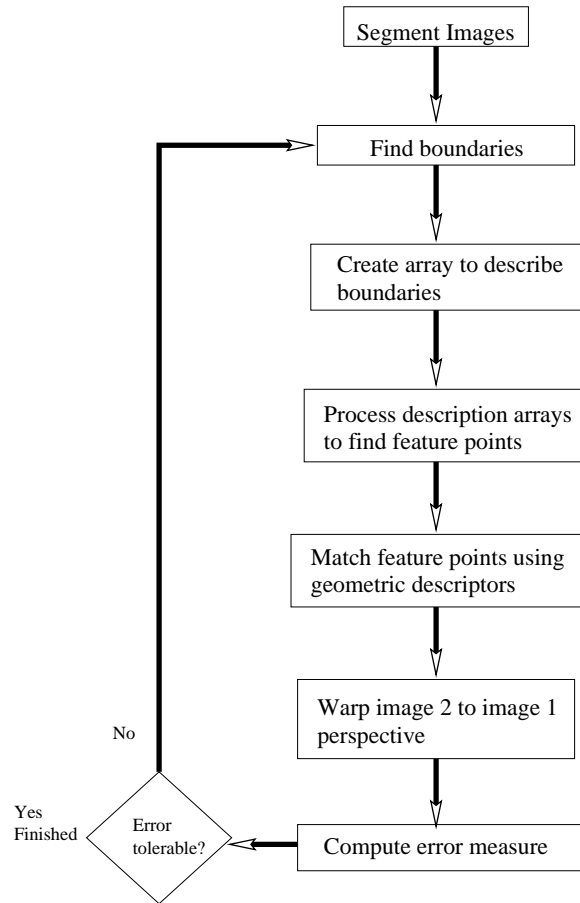 Segment Images
Find boundaries
Create array to describe
boundaries
Process description arrays
to find feature points
Match feature points using
geometric descriptors
Warp image 2 to image 1
perspective
Compute error measure
Error
tolerable?
No
Yes
Finished